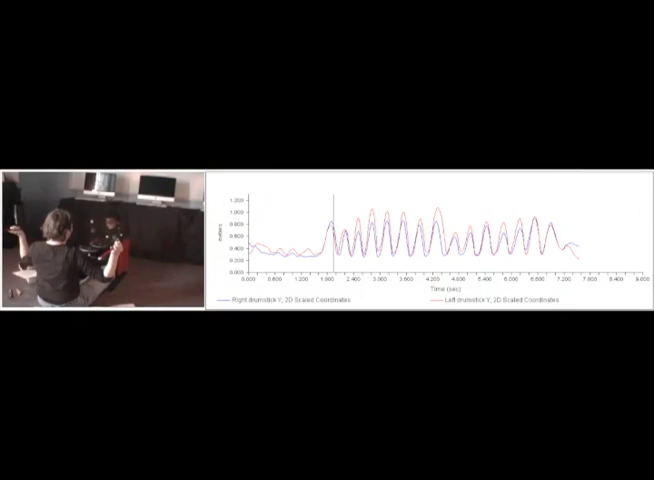 1.200
1.000
0.800
0.600
0.400
0.200
0.000
meters
0.000 0.600 1.200 1.800 2.400 3.000 3.600 4.200 4.800 5.400 6.000 6.600 7.200 7.800 8.400 9.000
Time (sec)
Right drumstick Y, 2D Scaled Coordinates
Left drumstick Y, 2D Scaled Coordinates